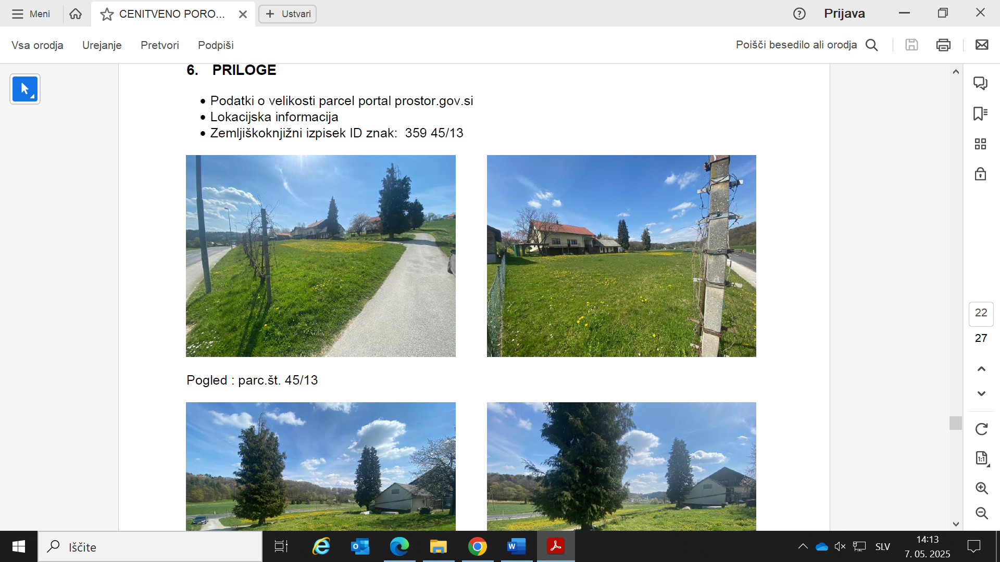 Meni
CENITVENO PORO...
Ustvari
Prijava
Vsa orodja
Urejanje
Pretvori
Podpiši
Poišči besedilo ali orodja
6. PRILOGE
• Podatki o velikosti parcel portal prostor.gov.si
• Lokacijska informacija
• Zemljiškoknjižni izpisek ID znak: 359 45/13
Pogled : parc.št. 45/13
22
27
1:1
Iščite
SLV
14:13
7. 05. 2025